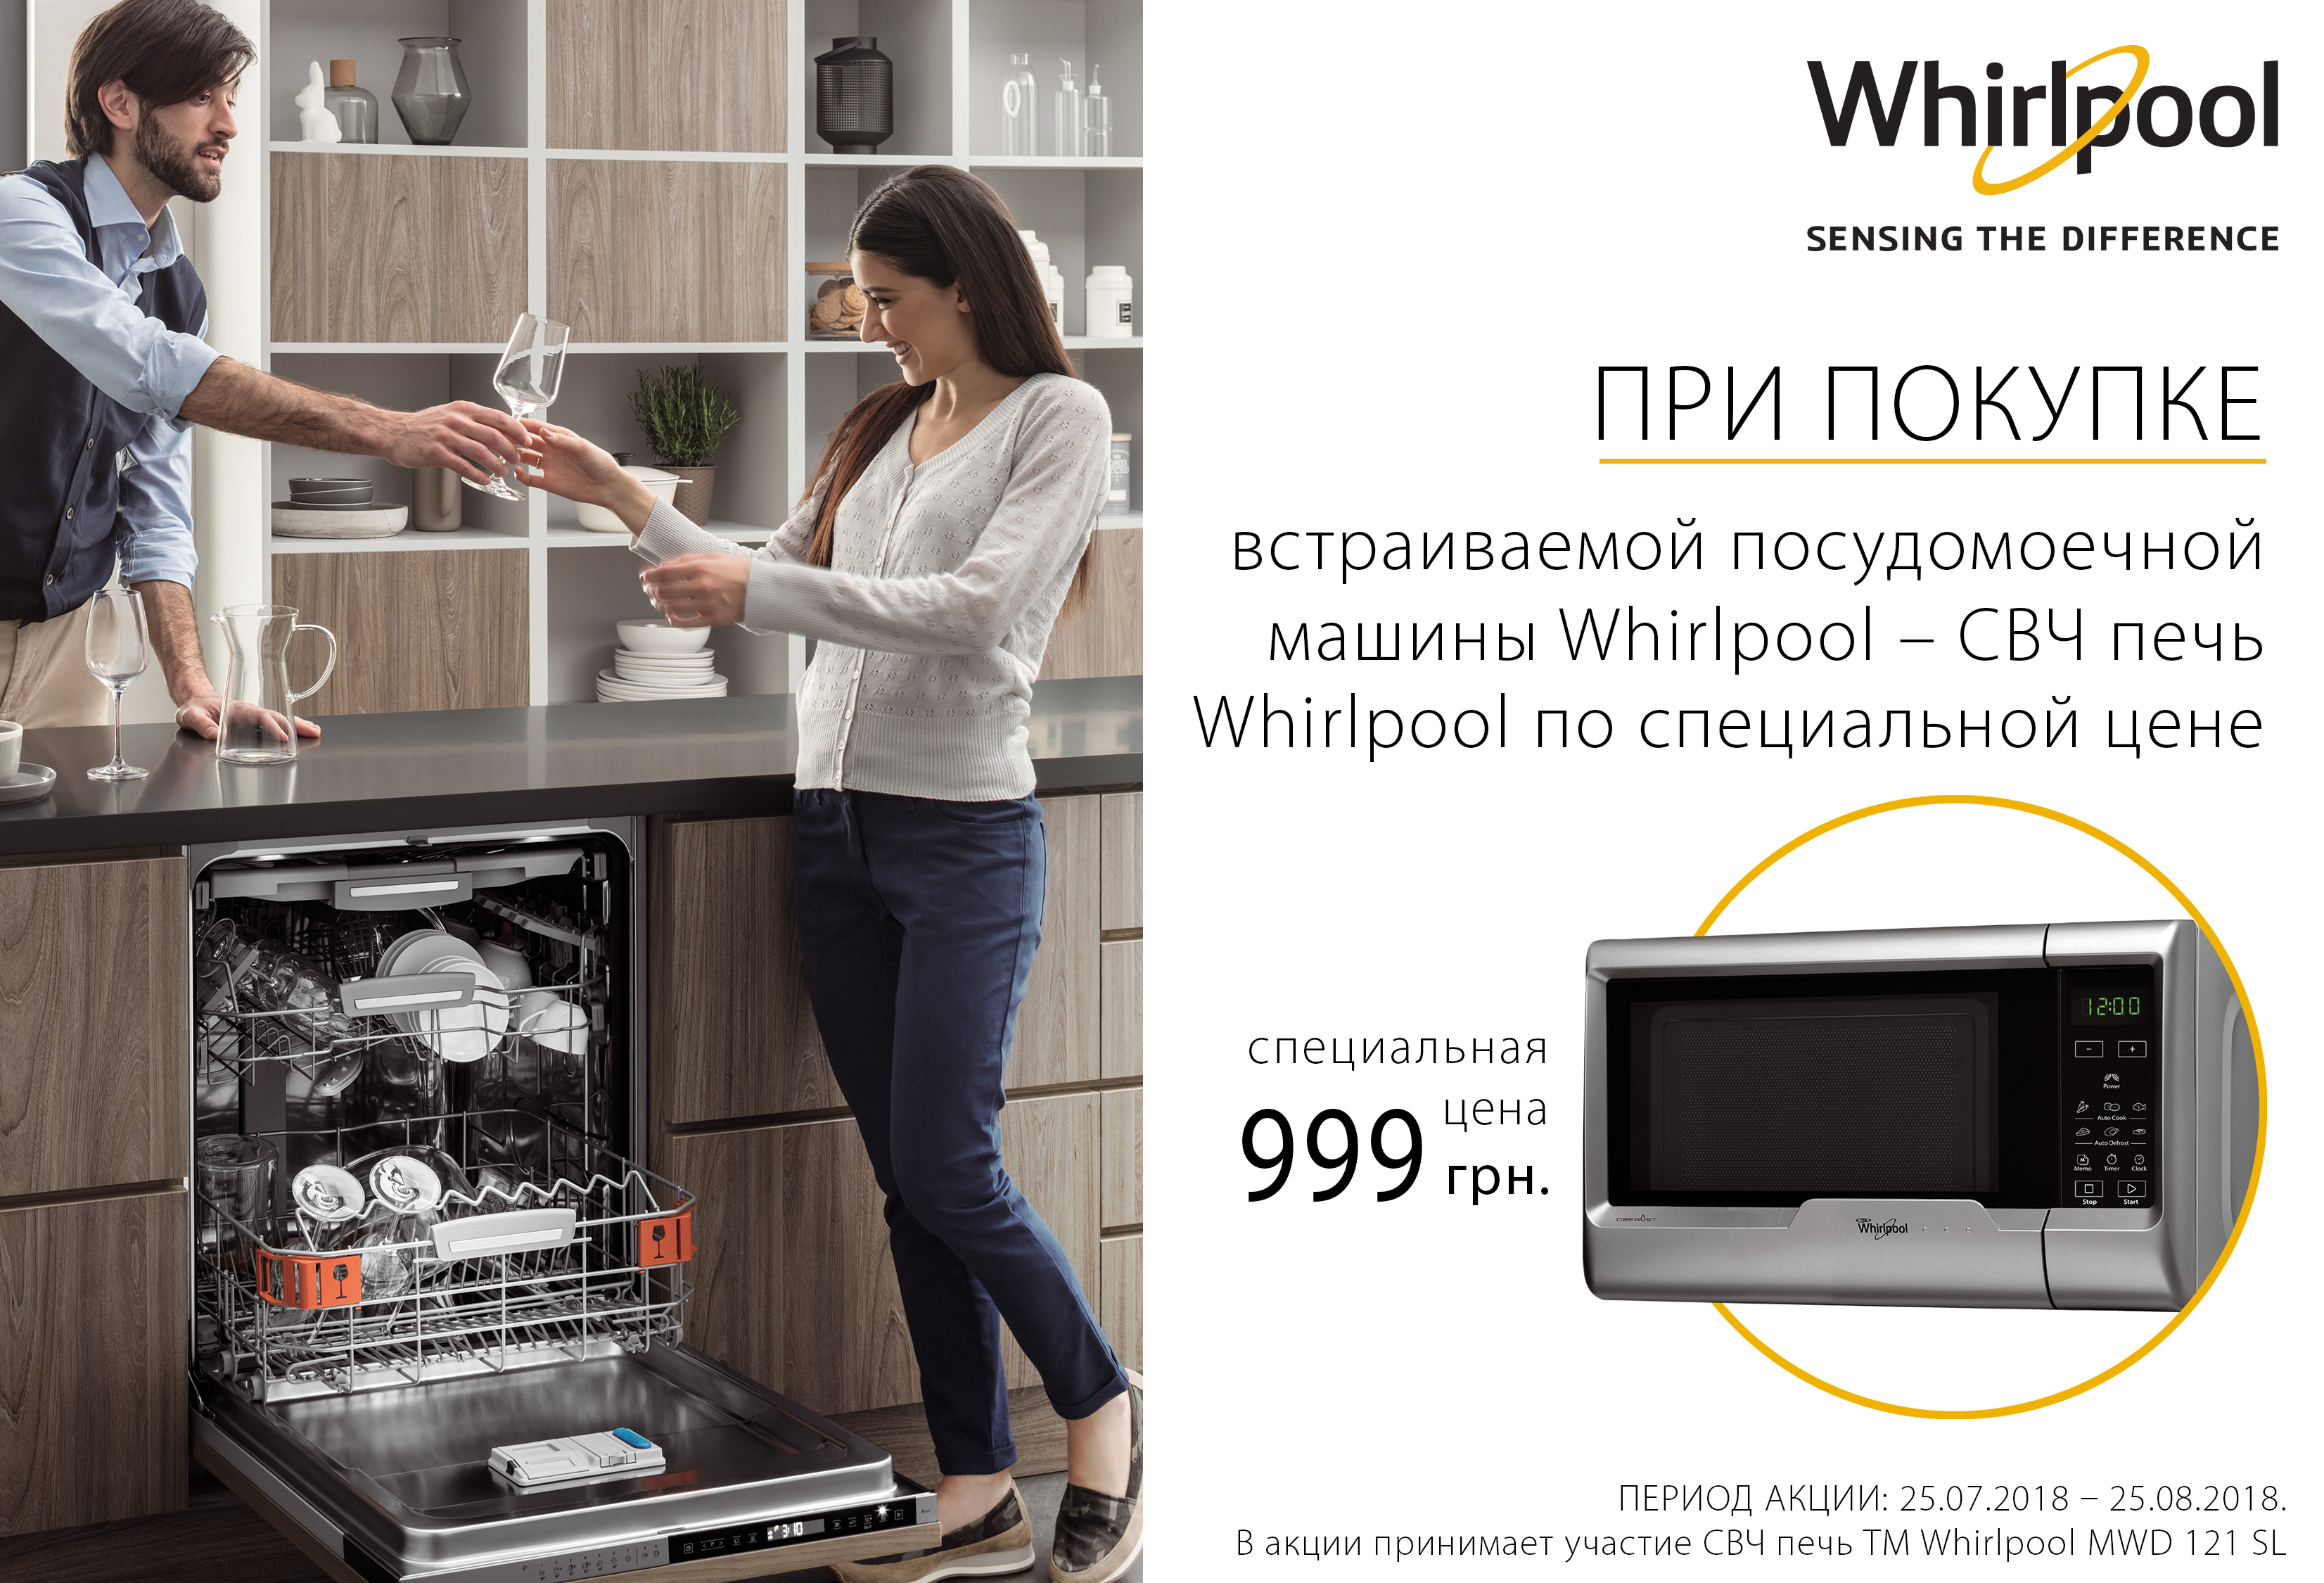 Whirlpool
SENSING THE DIFFERENCE
ПРИ ПОКУПКЕ
встраиваемой посудомоечной
машины Whirlpool – СВЧ печь
Whirlpool по специальной цене
специальная
цена
999 грн.
12:00
- +
Power
Auto Cook
Auto Defrost
Memo Timer Clock
Stop Start
DEFROST
Whirlpool
ПЕРИОД АКЦИИ: 25.07.2018 – 25.08.2018.
В акции принимает участие СВЧ печь ТМ Whirlpool MWD 121 SL